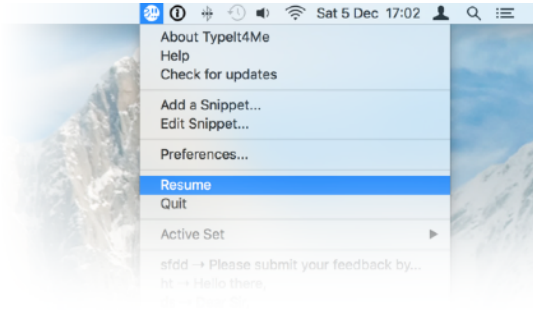 Sat 5 Dec 17:02
About TypeIt4Me
Help
Check for updates
Add a Snippet...
Edit Snippet...
Preferences...
Resume
Quit
Active Set
sfdd → Please submit your feedback by...
ht → Hello there,